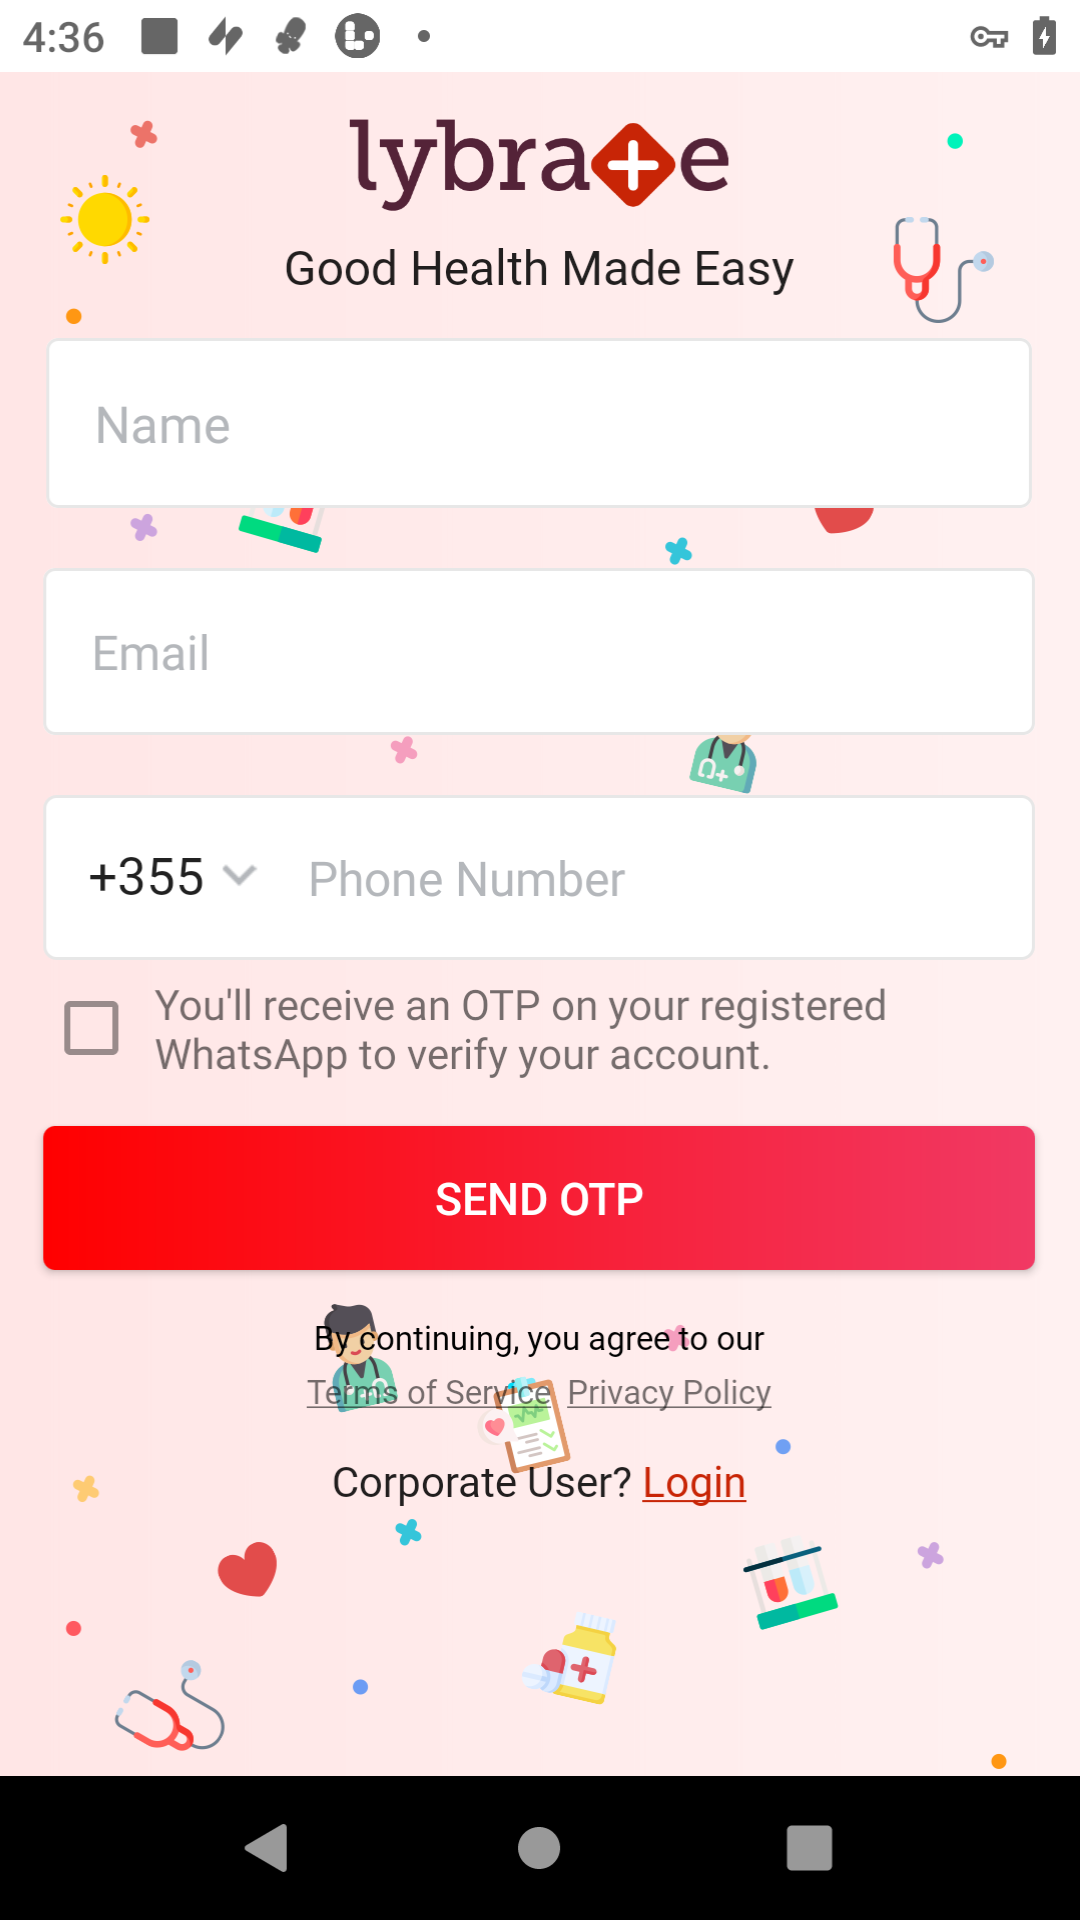 4:36
lybrate
Good Health Made Easy
Name
Email
+355 Phone Number
You'll receive an OTP on your registered
WhatsApp to verify your account.
SEND OTP
By continuing, you agree to our
Terms of Service Privacy Policy
Corporate User? Login